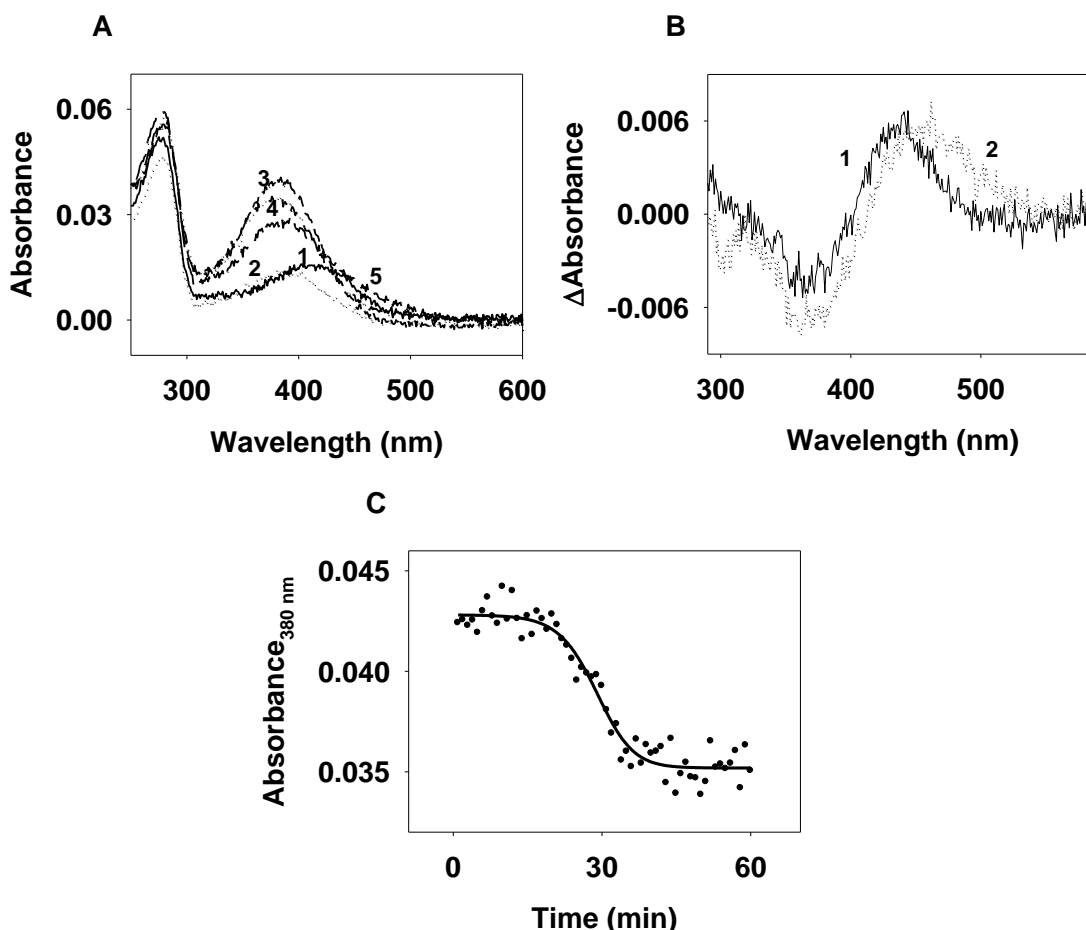 A
B
0.06
0.03
0.00
Absorbance
3
4
2
1
5
300
400
500
600
Wavelength (nm)
0.006
0.000
-0.006
ΔAbsorbance
1
2
300
400
500
Wavelength (nm)
C
0.045
0.040
0.035
Absorbance380 nm
0
30
60
Time (min)